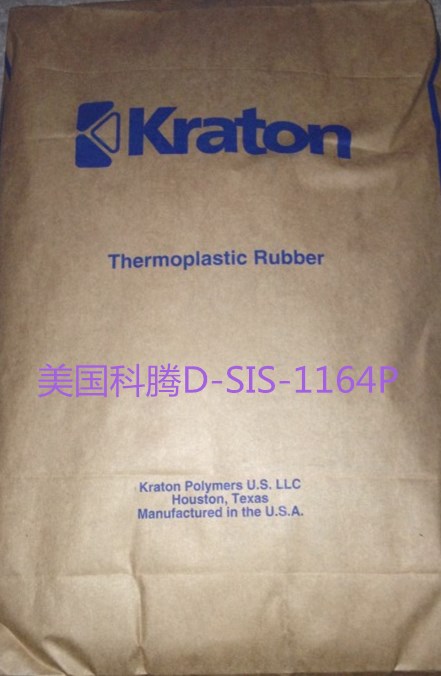 Kraton
Thermoplastic Rubber
美国科腾D-SIS-1164P
Kraton Polymers U.S. LLC
Houston, Texas
Manufactured in the U.S.A.